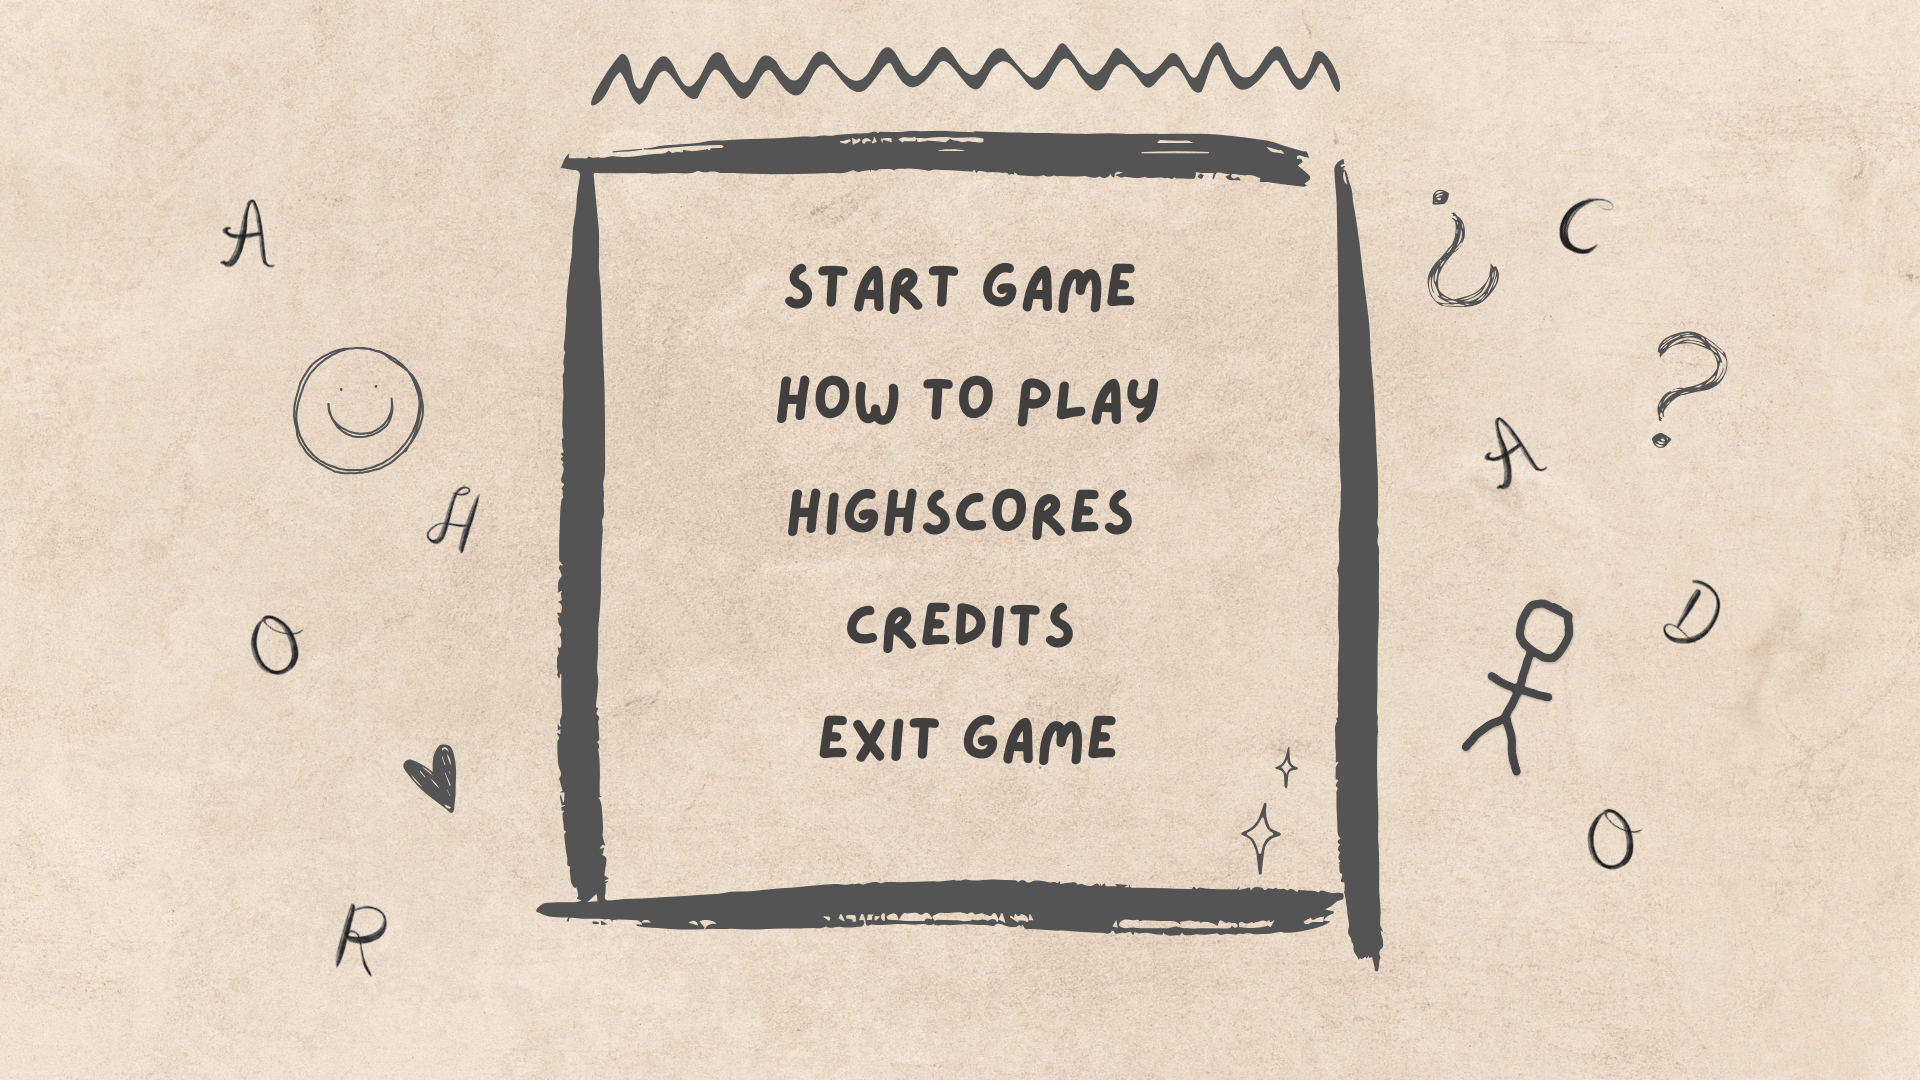 A
¿
C
START GAME
?
HOW TO PLAY
A
H
HIGHSCORES
O
CREDITS
D
EXIT GAME
O
R